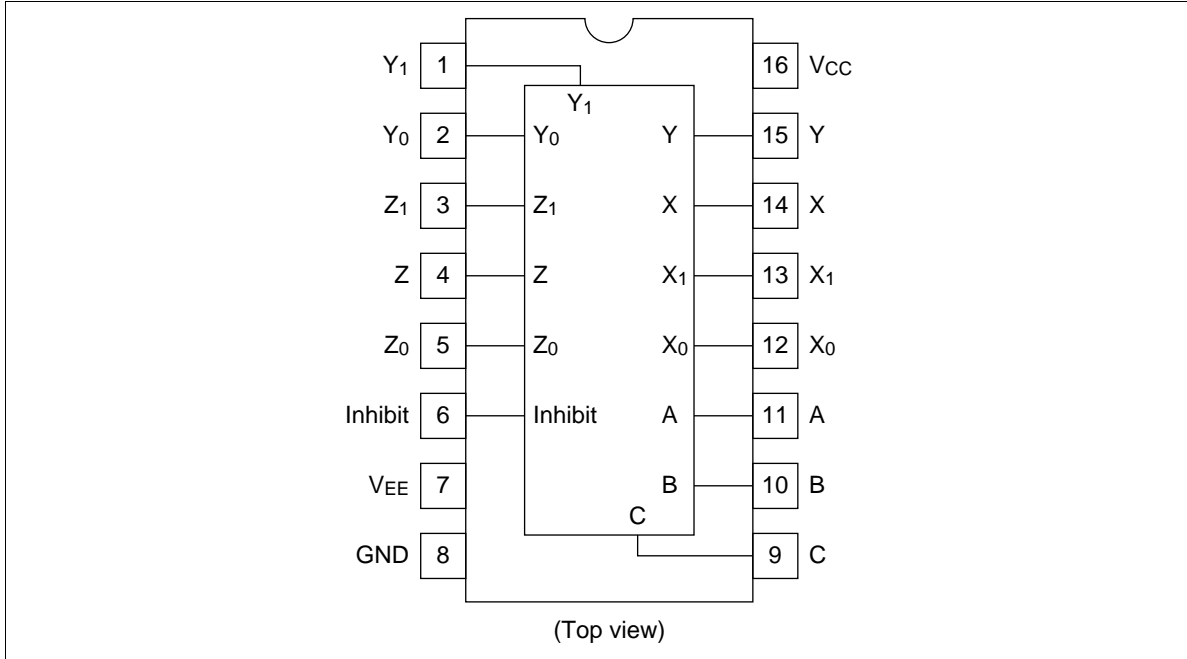 Y1 1 Y1 16 VCC
Y0 2 Y0 Y 15 Y
Z1 3 Z1 X 14 X
Z 4 Z X1 13 X1
Z0 5 Z0 X0 12 X0
Inhibit 6 Inhibit A 11 A
VEE 7 B 10 B
GND 8 C 9 C
(Top view)